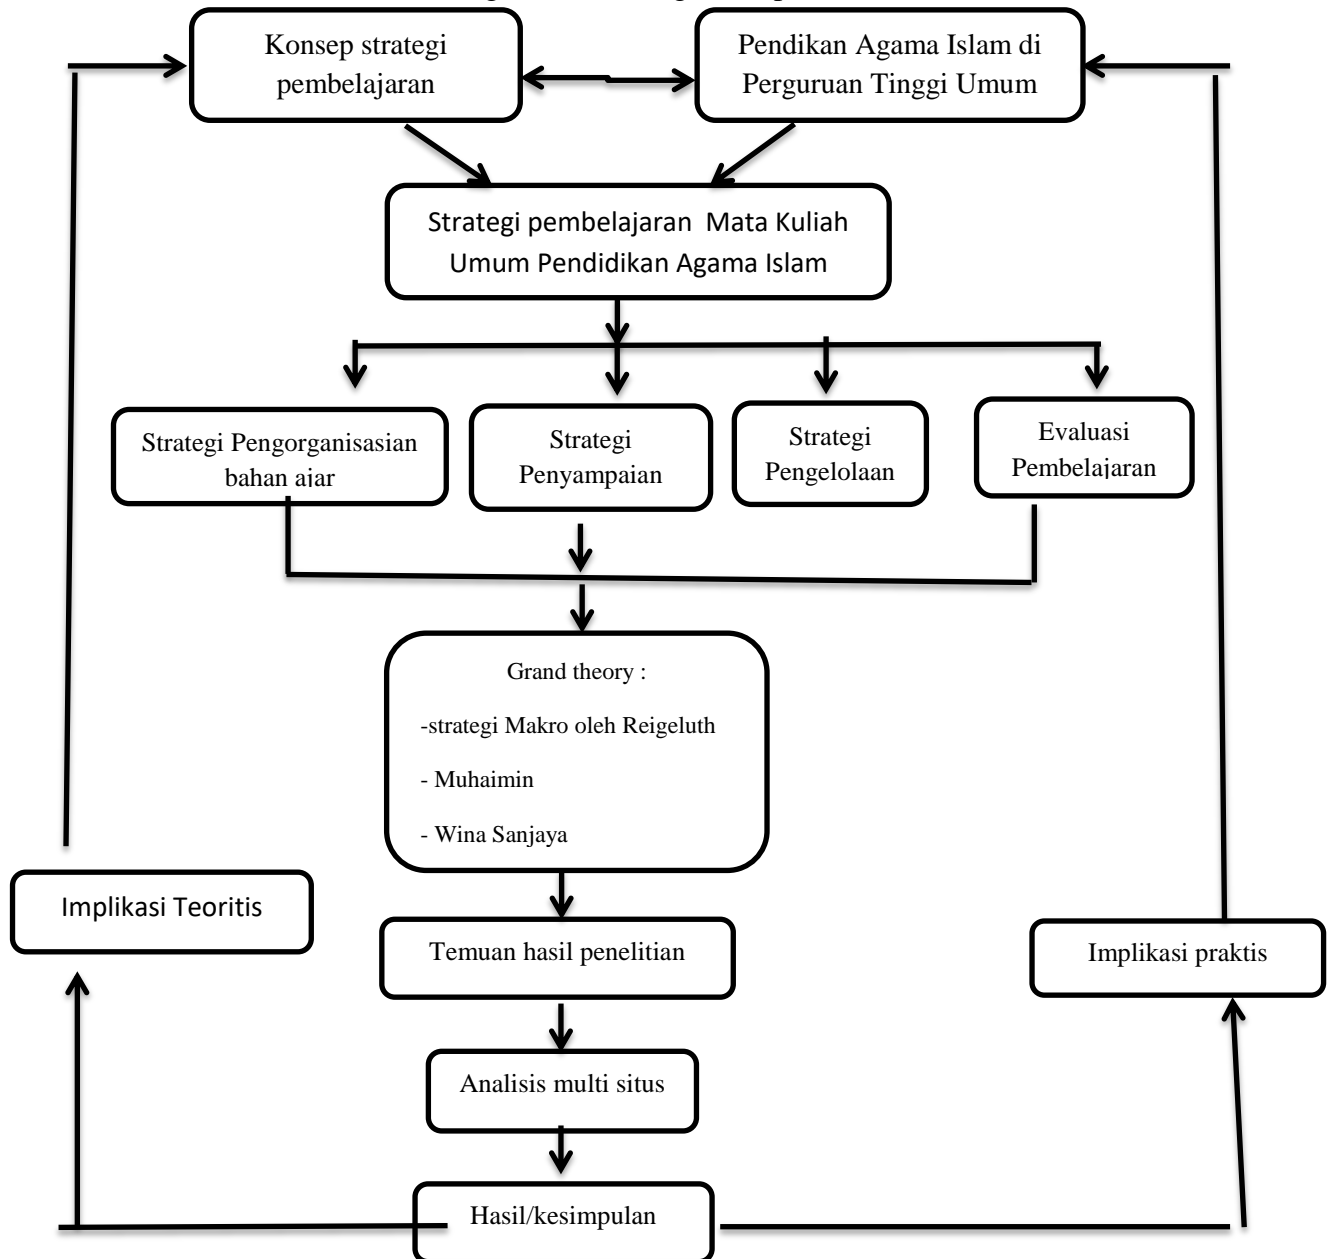 Konsep strategi
pembelajaran
Pendikan Agama Islam di
Perguruan Tinggi Umum
Strategi pembelajaran Mata Kuliah
Umum Pendidikan Agama Islam
Strategi Pengorganisasian
bahan ajar
Strategi
Penyampaian
Strategi
Pengelolaan
Evaluasi
Pembelajaran
Grand theory :
-strategi Makro oleh Reigeluth
- Muhaimin
- Wina Sanjaya
Implikasi Teoritis
Temuan hasil penelitian
Implikasi praktis
Analisis multi situs
Hasil/kesimpulan